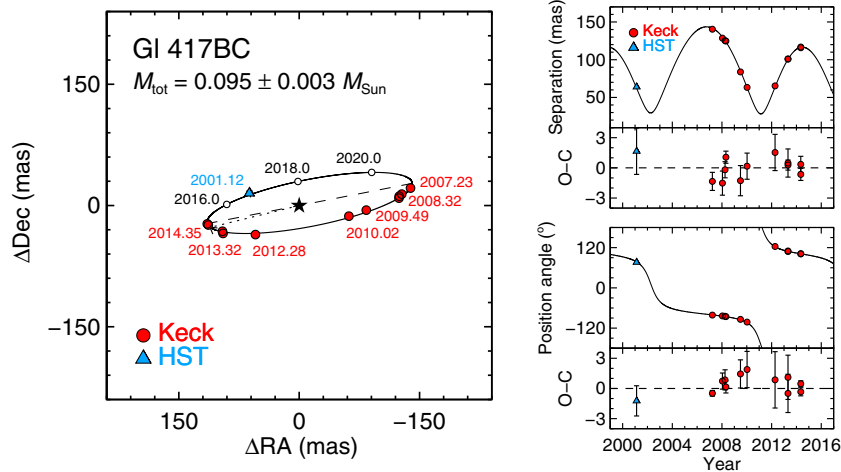 Gl 417BC
M_tot = 0.095 ± 0.003 M_Sun
150
0
−150
ΔDec (mas)
2001.12
2018.0
2020.0
2016.0
2007.23
2008.32
2009.49
2010.02
2014.35
2013.32
2012.28
Keck
HST
150
0
−150
ΔRA (mas)
Separation (mas)
150
100
50
Keck
HST
O−C
3
0
−3
Position angle (°)
120
0
−120
O−C
3
0
−3
2000
2004
2008
2012
2016
Year